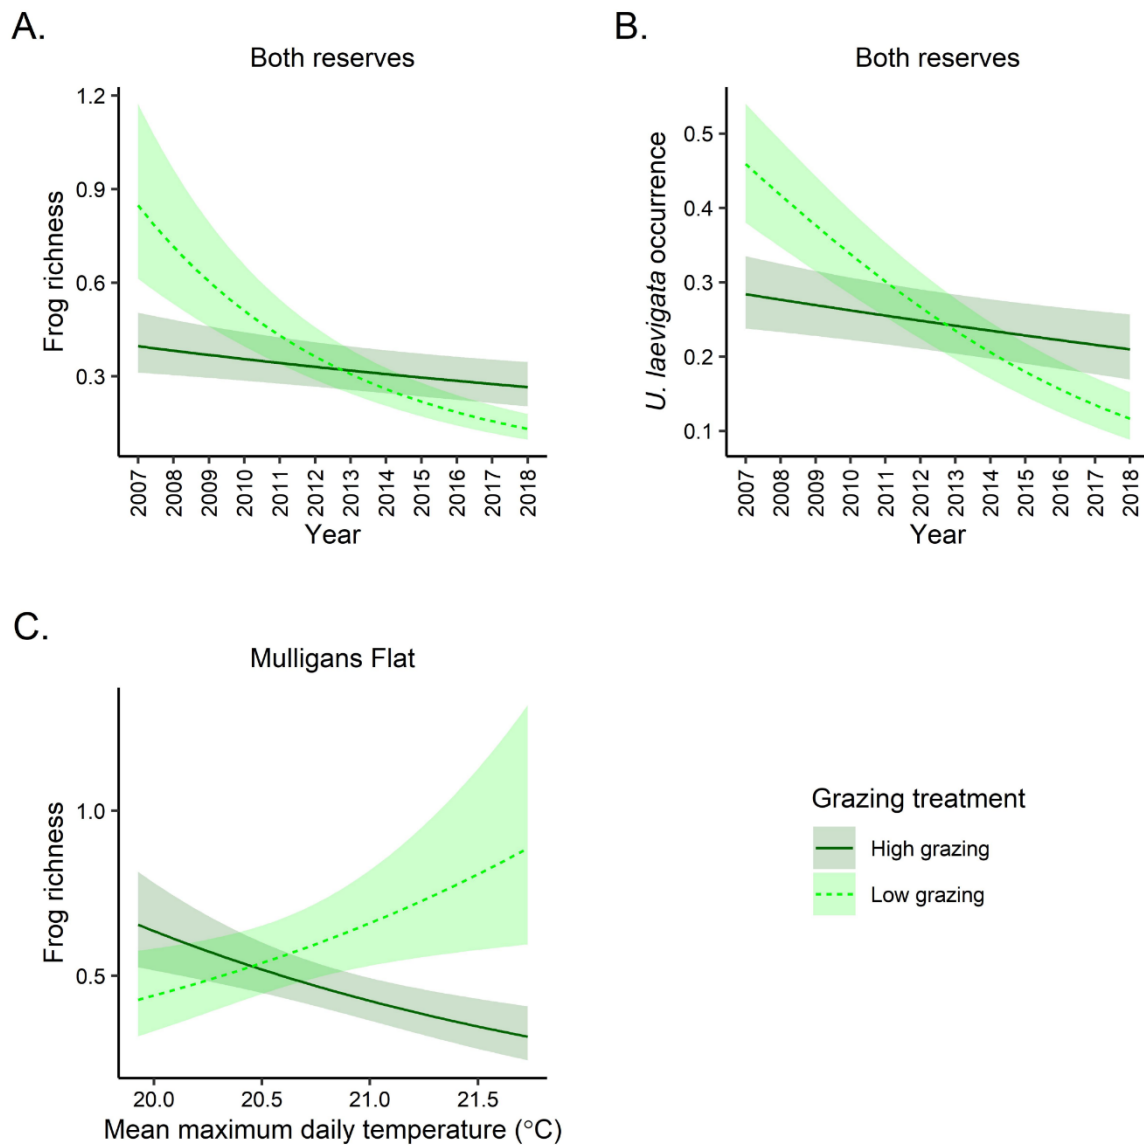 A.
Both reserves
Frog richness
1.2
0.9
0.6
0.3
2007 2008 2009 2010 2011 2012 2013 2014 2015 2016 2017 2018
Year
B.
Both reserves
U. laevigata occurrence
0.5
0.4
0.3
0.2
0.1
2007 2008 2009 2010 2011 2012 2013 2014 2015 2016 2017 2018
Year
C.
Mulligans Flat
Frog richness
1.0
0.5
20.0 20.5 21.0 21.5
Mean maximum daily temperature (°C)
Grazing treatment
High grazing
Low grazing